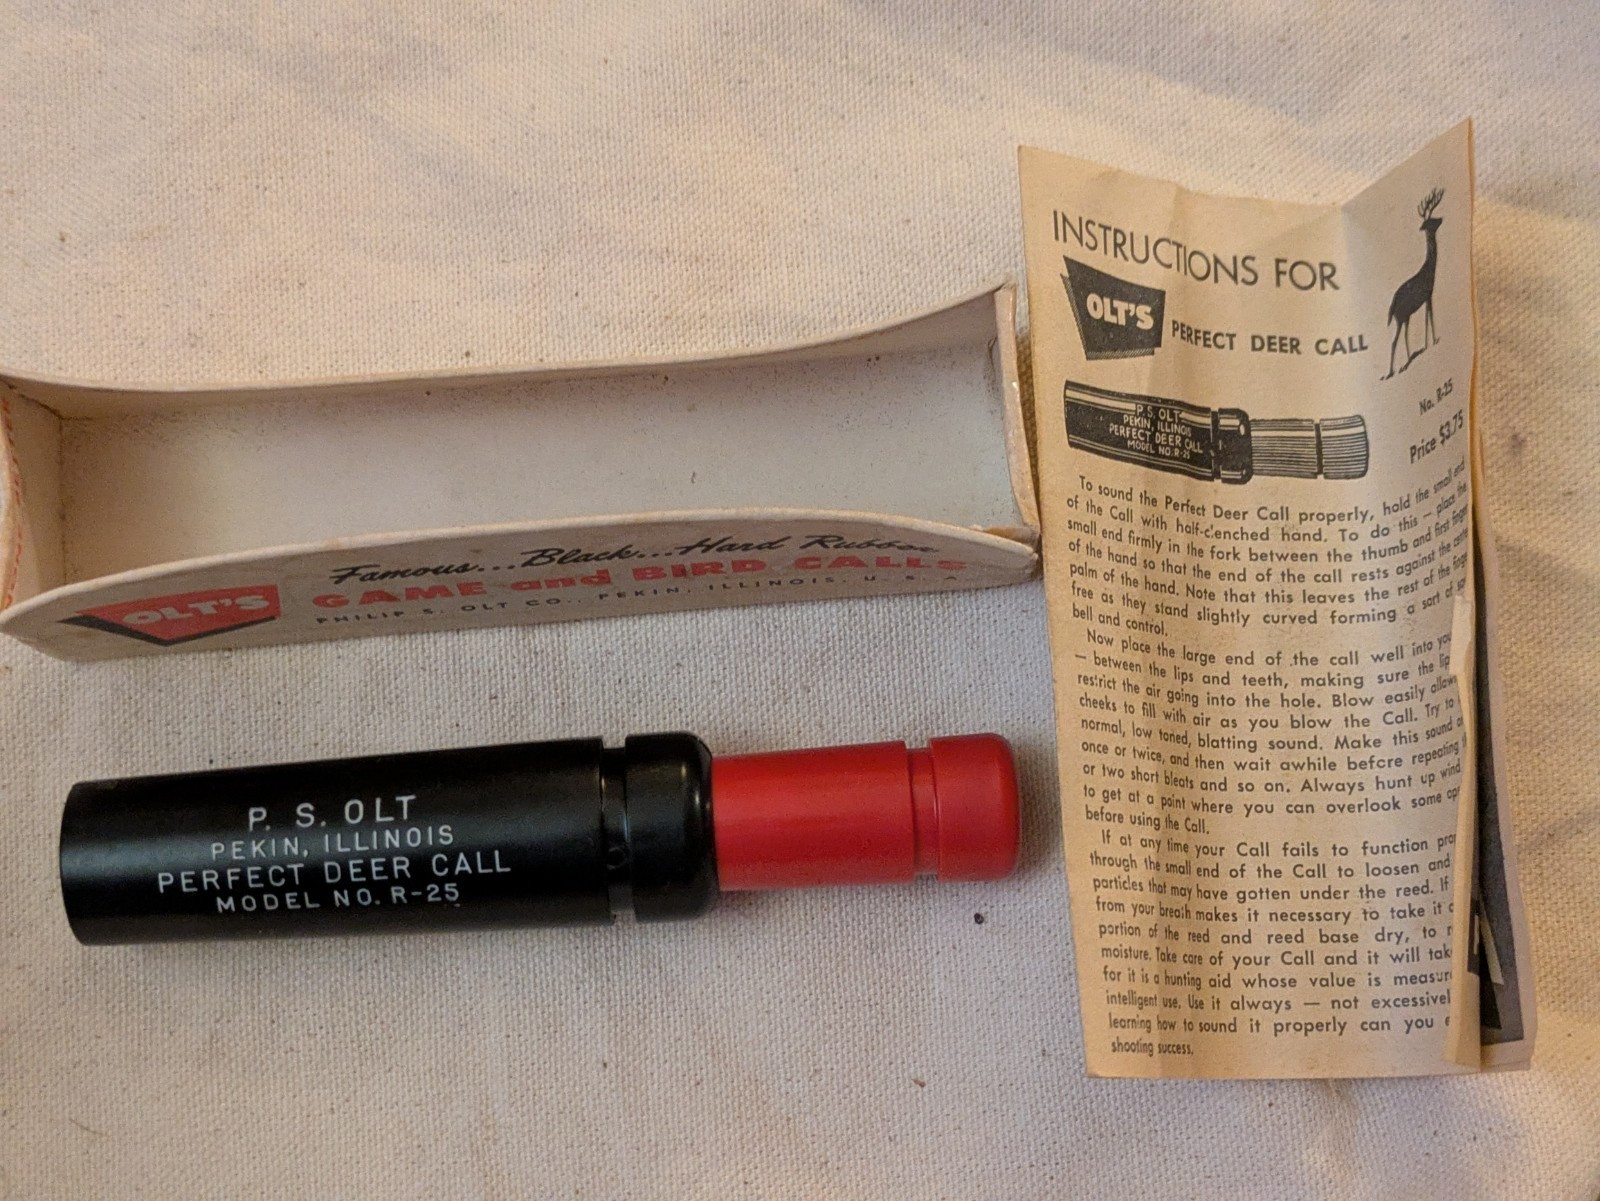 OLT'S
Famous...Black...Hard Rubber
GAME and BIRD CALLS
PHILIP S. OLT CO., PEKIN, ILLINOIS, U. S. A.
P. S. OLT
PEKIN, ILLINOIS
PERFECT DEER CALL
MODEL NO. R-25
INSTRUCTIONS FOR
OLT'S PERFECT DEER CALL
P. S. OLT
PEKIN, ILLINOIS
PERFECT DEER CALL
MODEL NO. R-25
No. R-25
Price $3.75
To sound the Perfect Deer Call properly, hold the small end
of the Call with half-clenched hand. To do this — place the
small end firmly in the fork between the thumb and first finger
of the hand so that the end of the call rests against the center
palm of the hand. Note that this leaves the rest of the
free as they stand slightly curved forming a sort of
bell and control.
Now place the large end of .the call well into
— between the lips and teeth, making sure the
restrict the air going into the hole. Blow easily
cheeks to fill with air as you blow the Call. Try to
normal, low toned, blatting sound. Make this sound
once or twice, and then wait awhile before repeating
or two short bleats and so on. Always hunt up wind
to get at a point where you can overlook some
before using the Call.
If at any time your Call fails to function
through the small end of the Call to loosen and
particles that may have gotten under the reed. If
from your breath makes it necessary to take it
portion of the reed and reed base dry, to
moisture. Take care of your Call and it will
for it is a hunting aid whose value is
intelligent use. Use it always — not
learning how to sound it properly can you
shooting success.